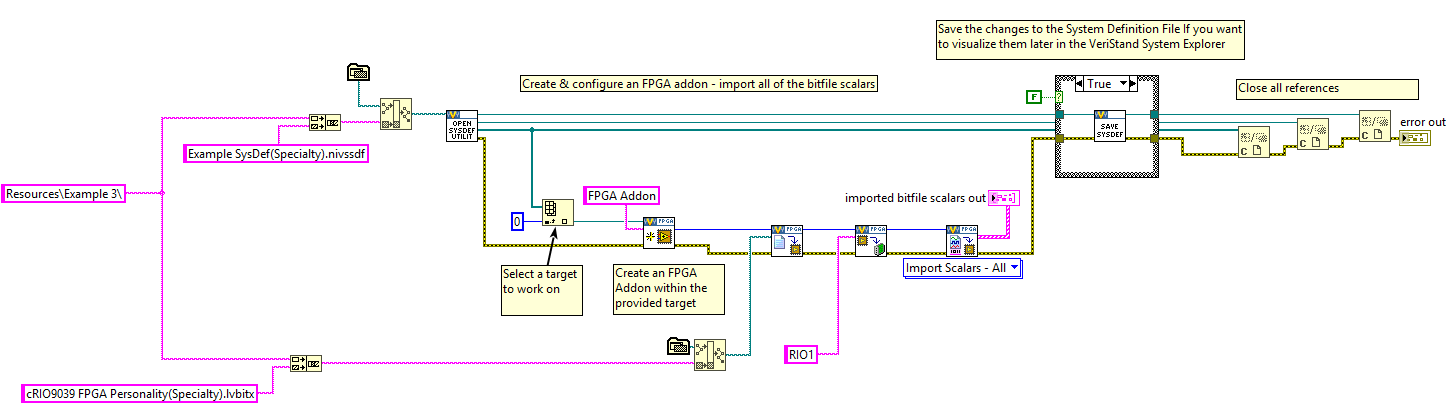 Save the changes to the System Definition File If you want
to visualize them later in the VeriStand System Explorer
Create & configure an FPGA addon - import all of the bitfile scalars
True
Close all references
F
?
OPEN
SYSDEF
UTILIT
SAVE
SYSDEF
C
C
C
error out
Example SysDef(Specialty).nivssdf
Resources\Example 3\
FPGA Addon
imported bitfile scalars out
0
FPGA
FPGA
FPGA
FPGA
Select a target
to work on
Create an FPGA
Addon within the
provided target
Import Scalars - All
RIO1
cRIO9039 FPGA Personality(Specialty).lvbitx